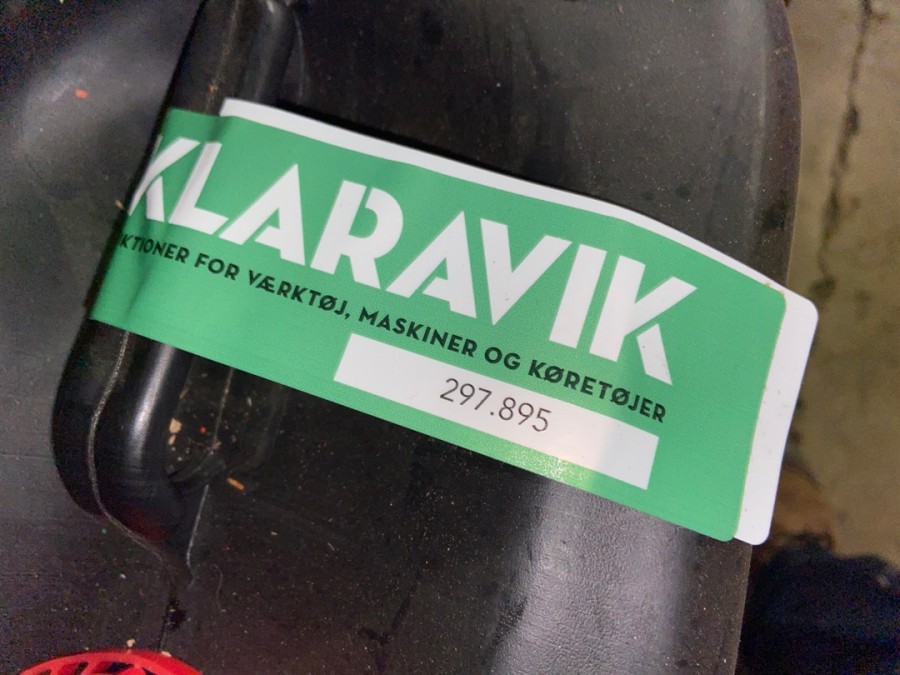 KLARAVIK
KTIONER FOR VÆRKTØJ, MASKINER OG KØRETØJER
297.895